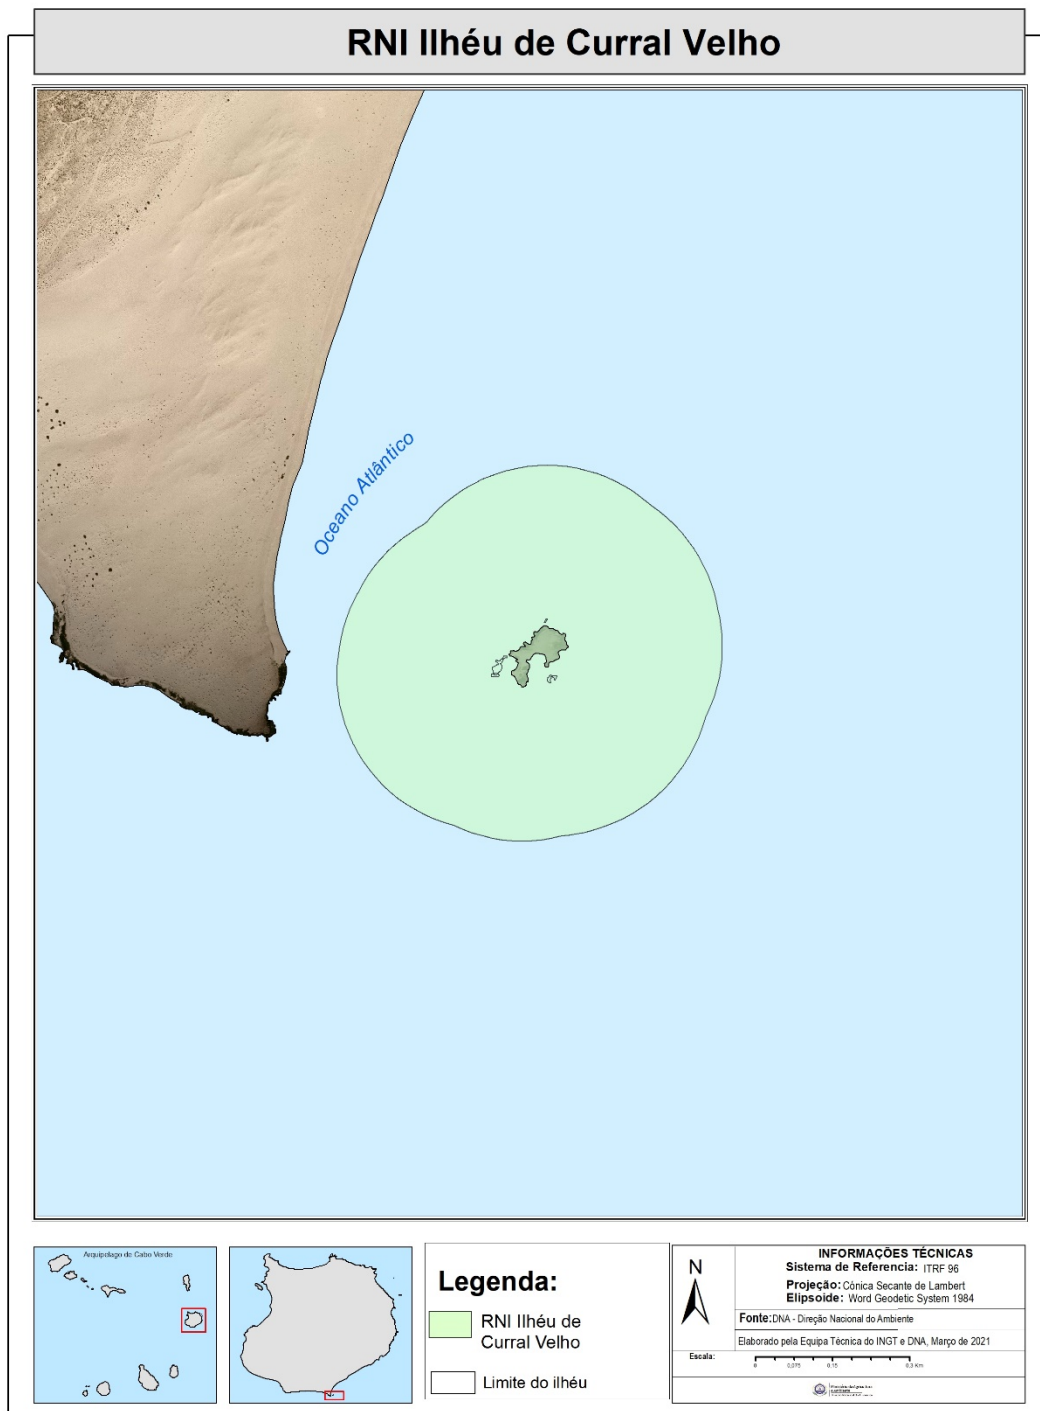 RNI Ilhéu de Curral Velho
Oceano Atlântico
Arquipelago de Cabo Verde
Legenda:
RNI Ilhéu de
Curral Velho
Limite do ilhéu
N
INFORMAÇÕES TÉCNICAS
Sistema de Referencia: ITRF 96
Projeção: Cónica Secante de Lambert
Elipsoide: Word Geodetic System 1984
Fonte: DNA - Direção Nacional do Ambiente
Elaborado pela Equipa Técnica do INGT e DNA, Março de 2021
Escala:
0 0,075 0,15 0,3 Km